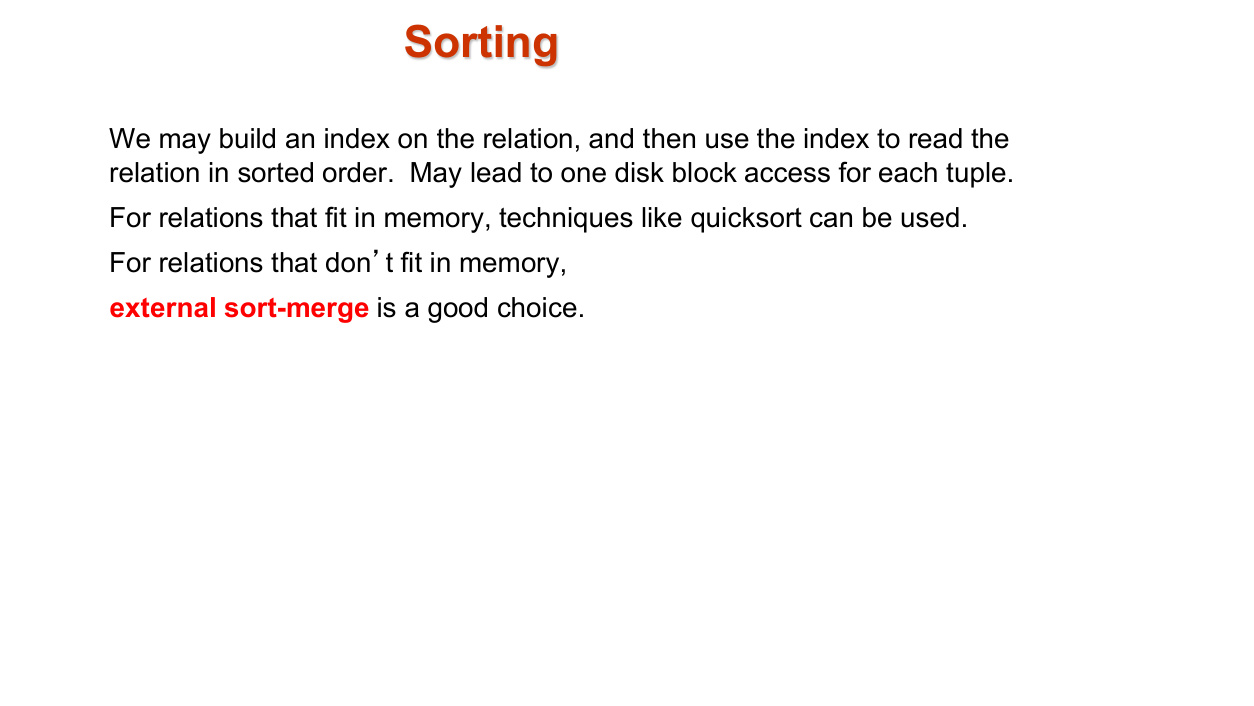 Sorting
We may build an index on the relation, and then use the index to read the
relation in sorted order.  May lead to one disk block access for each tuple.
For relations that fit in memory, techniques like quicksort can be used.
For relations that don’t fit in memory,
external sort-merge is a good choice.